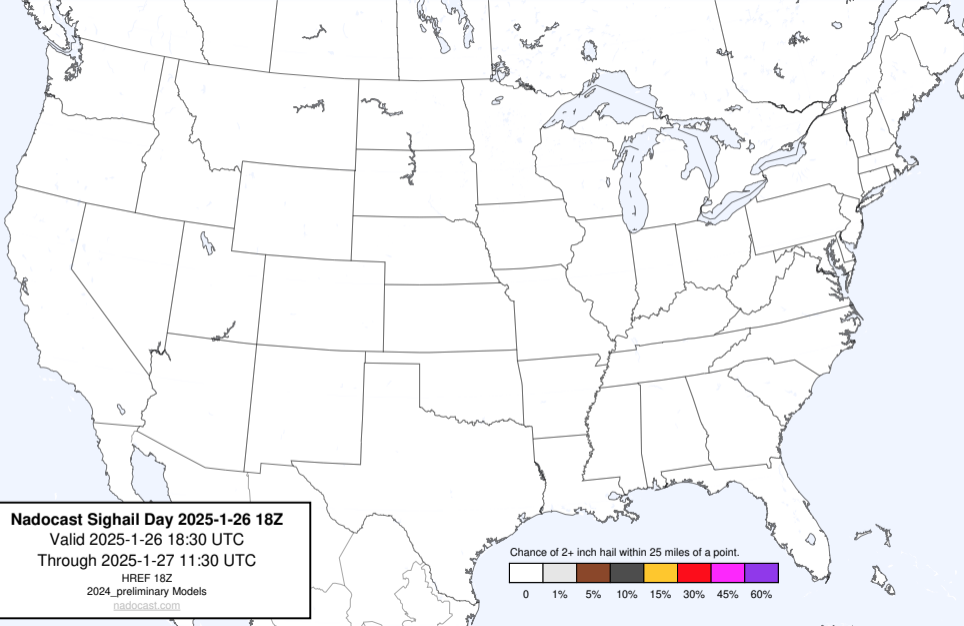 Nadocast Sighail Day 2025-1-26 18Z
Valid 2025-1-26 18:30 UTC
Through 2025-1-27 11:30 UTC
HREF 18Z
2024_preliminary Models
nadocast.com
Chance of 2+ inch hail within 25 miles of a point.
0 1% 5% 10% 15% 30% 45% 60%